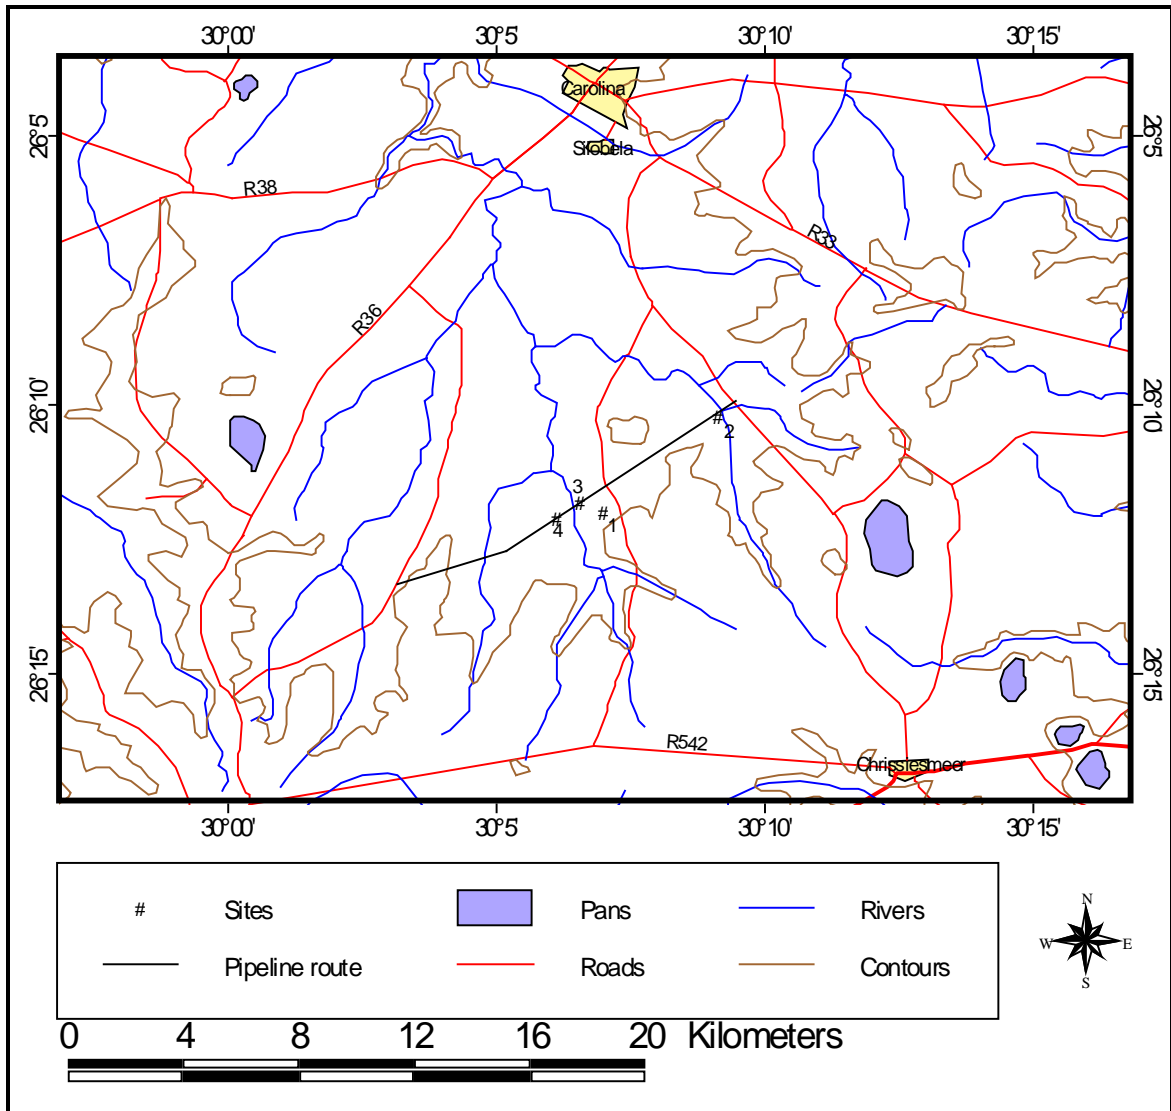 30°00' 30°5' 30°10' 30°15'
Carolina
26°5' 26°5'
Silobela
R38
R33
R36
26°10' 26°10'
# 2
3
#
# #
4 1
26°15' 26°15'
R542
Chrissiesmeer
30°00' 30°5' 30°10' 30°15'
# Sites Pans Rivers
Pipeline route Roads Contours
N
W E
S
0 4 8 12 16 20 Kilometers